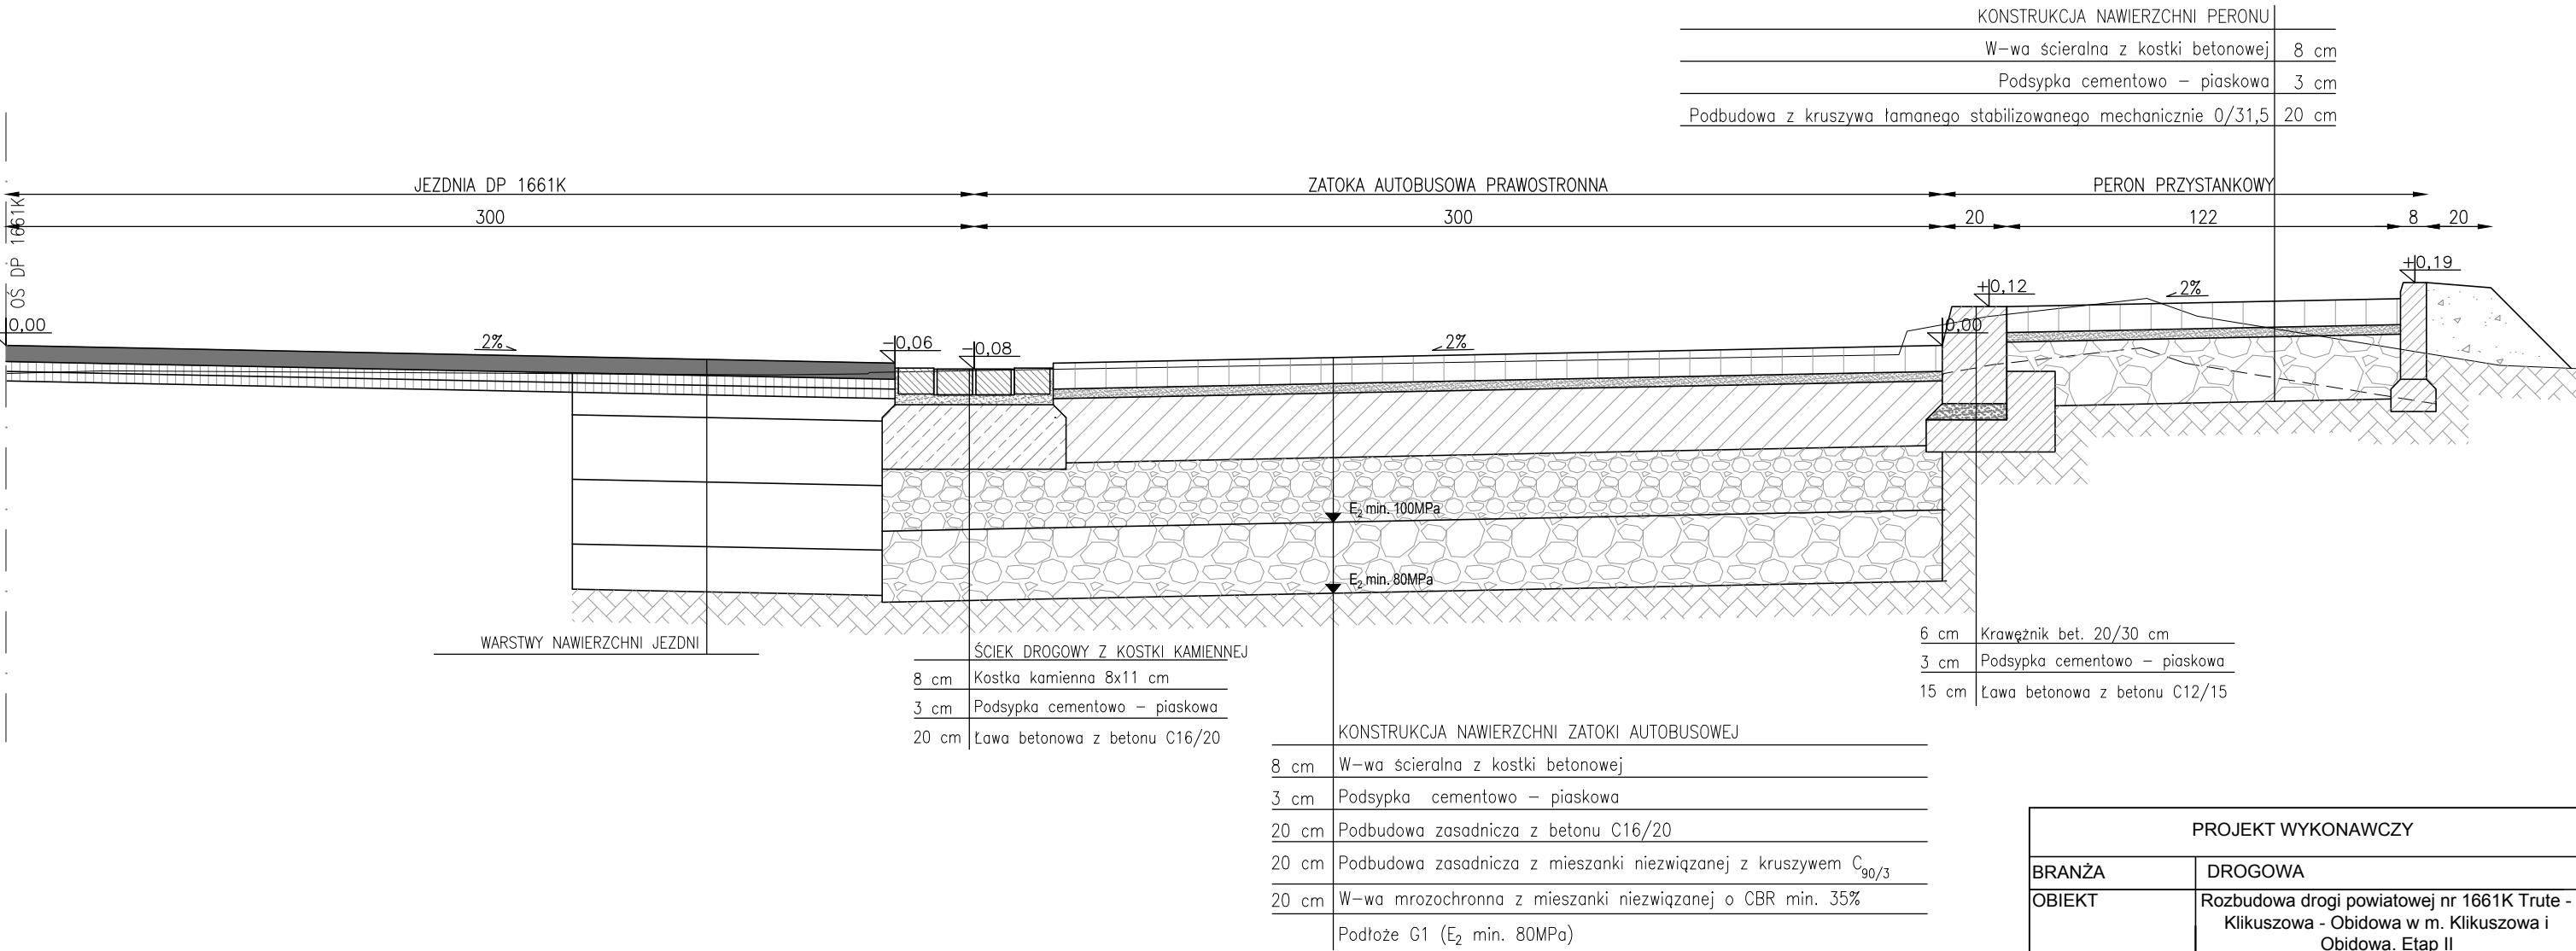 KONSTRUKCJA NAWIERZCHNI PERONU
W-wa ścieralna z kostki betonowej 8 cm
Podsypka cementowo - piaskowa 3 cm
Podbudowa z kruszywa łamanego stabilizowanego mechanicznie 0/31,5 20 cm
JEZDNIA DP 1661K
ZATOKA AUTOBUSOWA PRAWOSTRONNA
PERON PRZYSTANKOWY
300
300
20
122
8
20
OŚ DP 1661K
0,00
2%
-0,06
-0,08
2%
0,00
+0,12
2%
+0,19
E2 min. 100MPa
E2 min. 80MPa
WARSTWY NAWIERZCHNI JEZDNI
ŚCIEK DROGOWY Z KOSTKI KAMIENNEJ
8 cm Kostka kamienna 8x11 cm
3 cm Podsypka cementowo - piaskowa
20 cm Ława betonowa z betonu C16/20
6 cm Krawężnik bet. 20/30 cm
3 cm Podsypka cementowo - piaskowa
15 cm Ława betonowa z betonu C12/15
KONSTRUKCJA NAWIERZCHNI ZATOKI AUTOBUSOWEJ
8 cm W-wa ścieralna z kostki betonowej
3 cm Podsypka cementowo - piaskowa
20 cm Podbudowa zasadnicza z betonu C16/20
20 cm Podbudowa zasadnicza z mieszanki niezwiązanej z kruszywem C90/3
20 cm W-wa mrozochronna z mieszanki niezwiązanej o CBR min. 35%
Podłoże G1 (E2 min. 80MPa)
PROJEKT WYKONAWCZY
BRANŻA DROGOWA
OBIEKT Rozbudowa drogi powiatowej nr 1661K Trute -
Klikuszowa - Obidowa w m. Klikuszowa i
Obidowa. Etap II